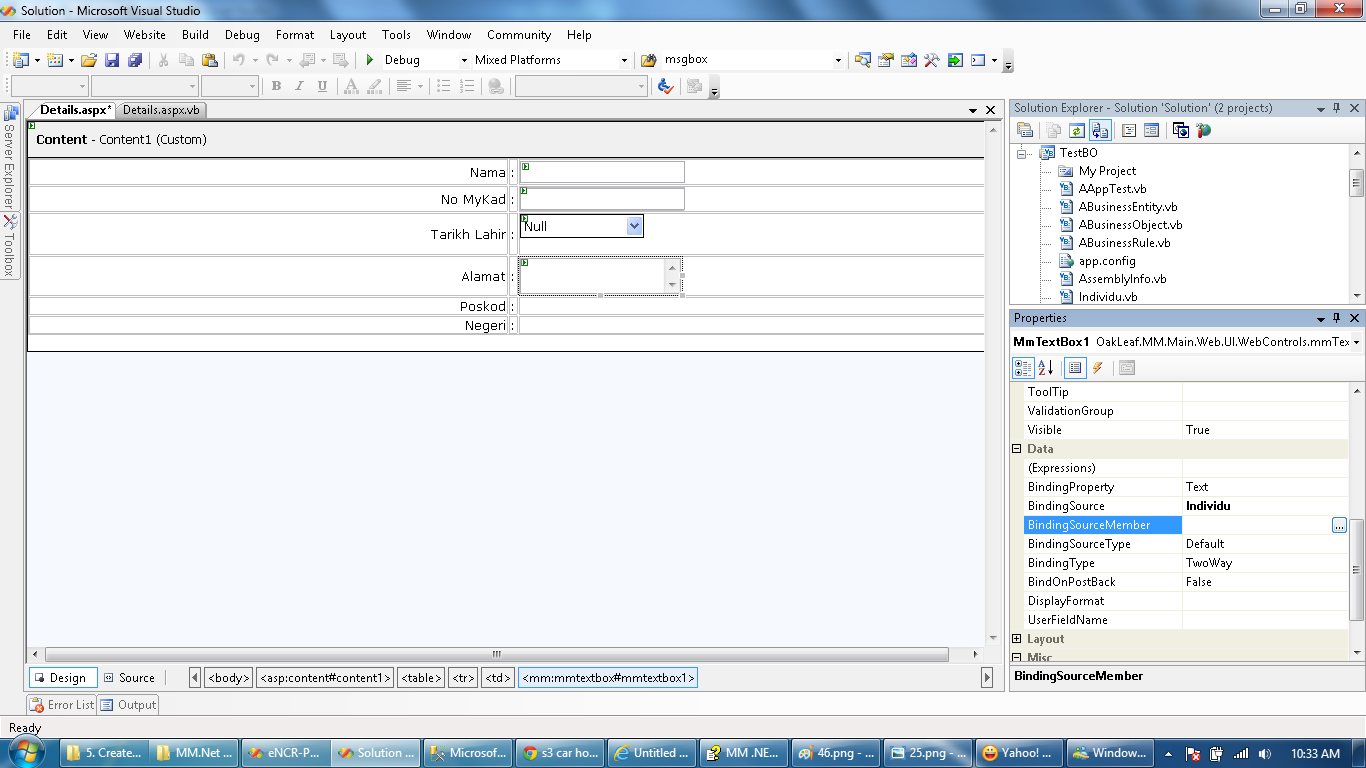 Solution - Microsoft Visual Studio
File Edit View Website Build Debug Format Layout Tools Window Community Help
Debug Mixed Platforms msgbox
B I U A
Server Explorer
Toolbox
Details.aspx* Details.aspx.vb
Content - Content1 (Custom)
Nama :
No MyKad :
Tarikh Lahir : Null
Alamat :
Poskod :
Negeri :
Design Source <body> <asp:content#content1> <table> <tr> <td> <mm:mmtextbox#mmtextbox1>
Solution Explorer - Solution 'Solution' (2 projects)
TestBO
My Project
AAppTest.vb
ABusinessEntity.vb
ABusinessObject.vb
ABusinessRule.vb
app.config
AssemblyInfo.vb
Individu.vb
Properties
MmTextBox1 OakLeaf.MM.Main.Web.UI.WebControls.mmTex
ToolTip
ValidationGroup
Visible True
Data
(Expressions)
BindingProperty Text
BindingSource Individu
BindingSourceMember ...
BindingSourceType Default
BindingType TwoWay
BindOnPostBack False
DisplayFormat
UserFieldName
Layout
Misc
BindingSourceMember
Error List Output
Ready
5. Create... MM.Net ... eNCR-P... Solution ... Microsof... s3 car ho... Untitled ... MM .NE... 46.png - ... 25.png - ... Yahoo! ... Window... 10:33 AM